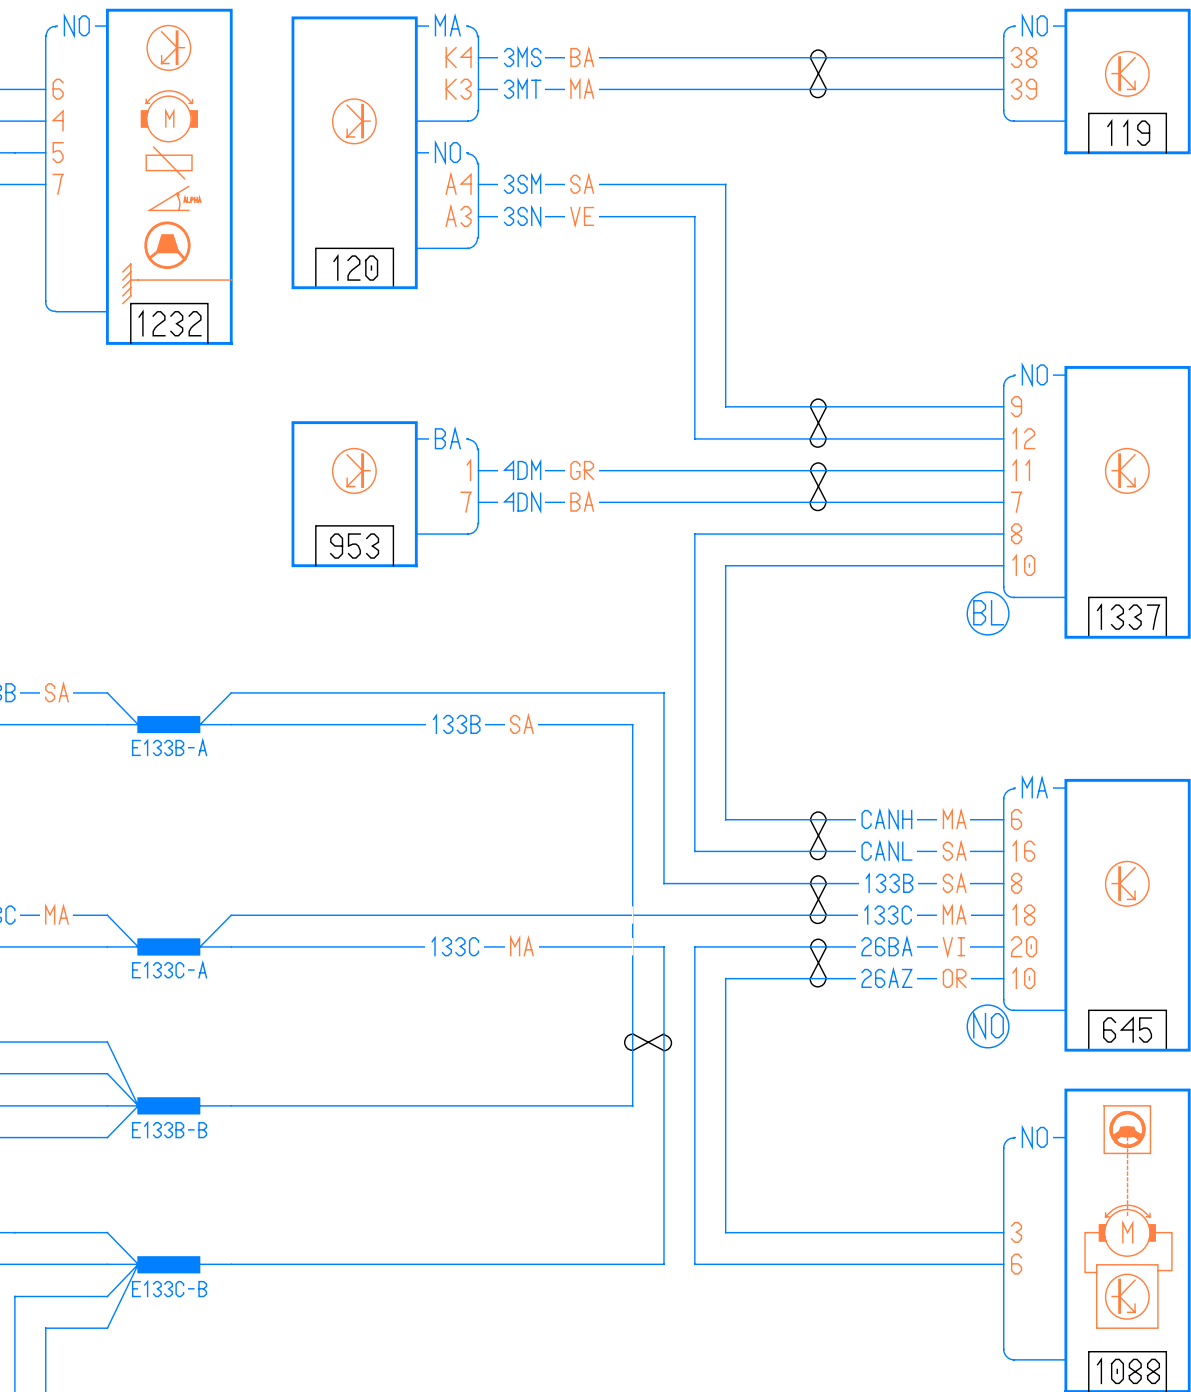 NO
6
4
5
7
M
ALPHA
1232
MA
K4 3MS BA
K3 3MT MA
NO
A4 3SM SA
A3 3SN VE
120
NO
38
39
119
BA
1 4DM GR
7 4DN BA
953
NO
9
12
11
7
8
10
BL
1337
B SA
133B SA
E133B-A
MA
CANH MA 6
CANL SA 16
133B SA 8
133C MA 18
26BA VI 20
26AZ OR 10
NO
645
C MA
133C MA
E133C-A
E133B-B
E133C-B
NO
3
6
M
1088